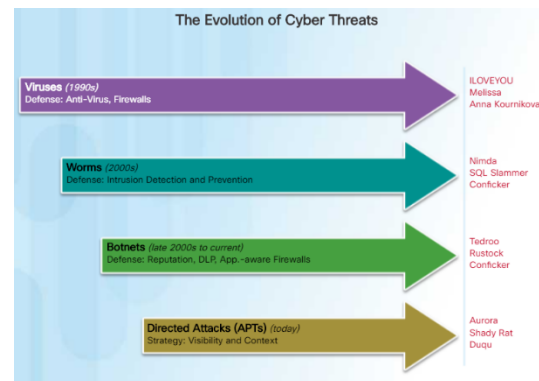 The Evolution of Cyber Threats
Viruses (1990s)
Defense: Anti-Virus, Firewalls
ILOVEYOU
Melissa
Anna Kournikova
Worms (2000s)
Defense: Intrusion Detection and Prevention
Nimda
SQL Slammer
Conficker
Botnets (late 2000s to current)
Defense: Reputation, DLP, App.-aware Firewalls
Tedroo
Rustock
Conficker
Directed Attacks (APTs) (today)
Strategy: Visibility and Context
Aurora
Shady Rat
Duqu